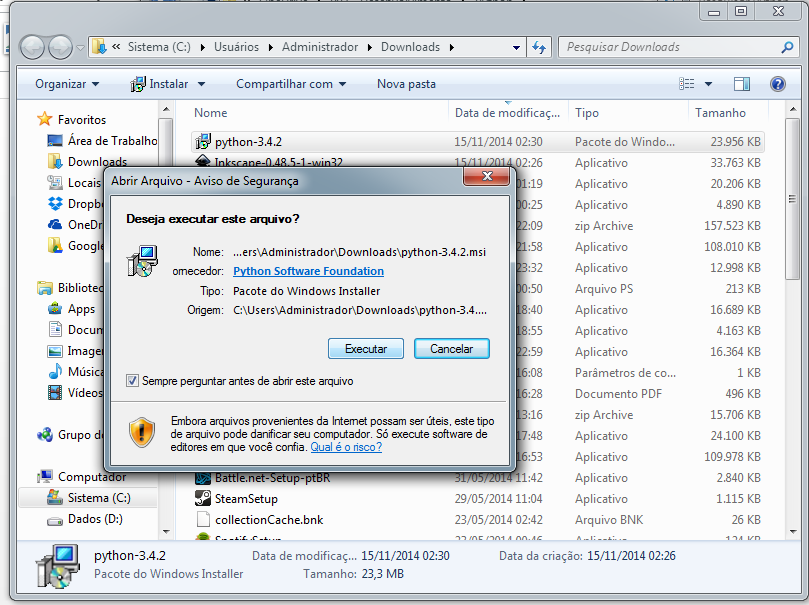 « Sistema (C:) ▸ Usuários ▸ Administrador ▸ Downloads ▸
Pesquisar Downloads
Organizar Instalar Compartilhar com Nova pasta
Nome Data de modificaç... Tipo Tamanho
Favoritos
Área de Trabalho
Downloads
Locais
Dropb
OneDr
Google
Bibliotec
Apps
Docum
Imager
Música
Vídeos
Grupo d
Computador
Sistema (C:)
Dados (D:)
python-3.4.2 15/11/2014 02:30 Pacote do Windo... 23.956 KB
Inkscape-0.48.5-1-win32 15/11/2014 02:26 Aplicativo 33.763 KB
01:19 Aplicativo 20.206 KB
00:25 Aplicativo 4.890 KB
22:09 zip Archive 157.523 KB
21:58 Aplicativo 108.010 KB
23:32 Aplicativo 12.998 KB
00:50 Arquivo PS 213 KB
18:40 Aplicativo 16.689 KB
18:55 Aplicativo 4.163 KB
22:59 Aplicativo 16.364 KB
16:08 Parâmetros de co... 1 KB
16:28 Documento PDF 496 KB
13:16 zip Archive 15.706 KB
17:48 Aplicativo 24.100 KB
16:53 Aplicativo 109.978 KB
Battle.net-Setup-ptBR 31/05/2014 11:42 Aplicativo 2.840 KB
SteamSetup 29/05/2014 11:04 Aplicativo 1.115 KB
collectionCache.bnk 23/05/2014 02:42 Arquivo BNK 26 KB
SpotifySetup Aplicativo
Abrir Arquivo - Aviso de Segurança
Deseja executar este arquivo?
Nome: ...ers\Administrador\Downloads\python-3.4.2.msi
omecedor: Python Software Foundation
Tipo: Pacote do Windows Installer
Origem: C:\Users\Administrador\Downloads\python-3.4....
Executar Cancelar
Sempre perguntar antes de abrir este arquivo
Embora arquivos provenientes da Internet possam ser úteis, este tipo
de arquivo pode danificar seu computador. Só execute software de
editores em que você confia. Qual é o risco?
python-3.4.2 Data de modificaç... 15/11/2014 02:30 Data da criação: 15/11/2014 02:26
Pacote do Windows Installer Tamanho: 23,3 MB